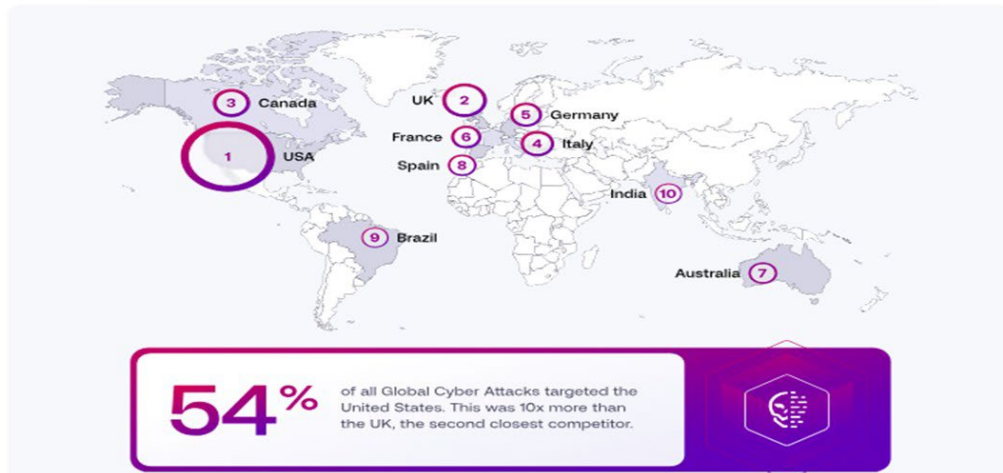 3 Canada
UK 2
5 Germany
France 6
4 Italy
1 USA
Spain 8
India 10
9 Brazil
Australia 7
54%
of all Global Cyber Attacks targeted the
United States. This was 10x more than
the UK, the second closest competitor.